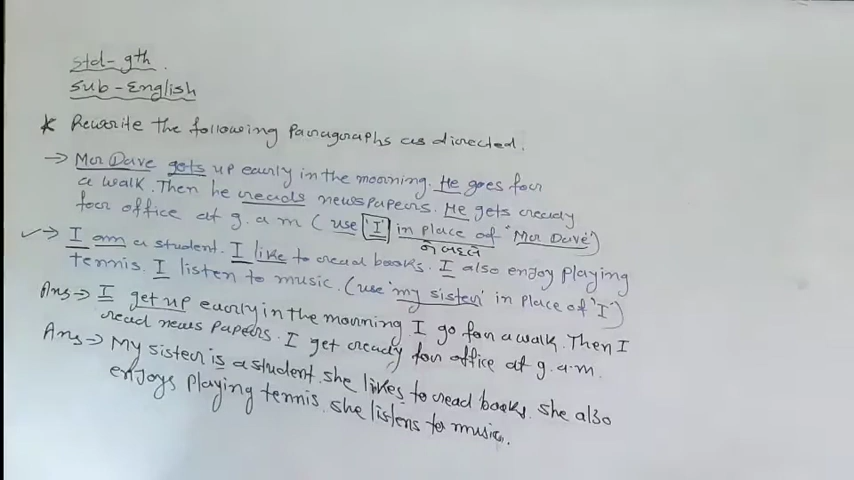 Std- 9th.
Sub - English
* Rewrite the following Paragraphs as directed.
→ Mr Dave gets up early in the morning. He goes for
a walk. Then he reads newspapers. He gets ready
for office at 9. a m ( use 'I' in place of "Mr Dave')
ને બદલે
→ I am a student. I like to read books. I also enjoy playing
tennis. I listen to music. (use 'my sister' in place of 'I')
Ans → I get up early in the morning I go for a walk. Then I
read news papers. I get ready for office at 9.a.m.
Ans → My sister is a student. she likes to read books. she also
enjoys playing tennis. she listens to music.